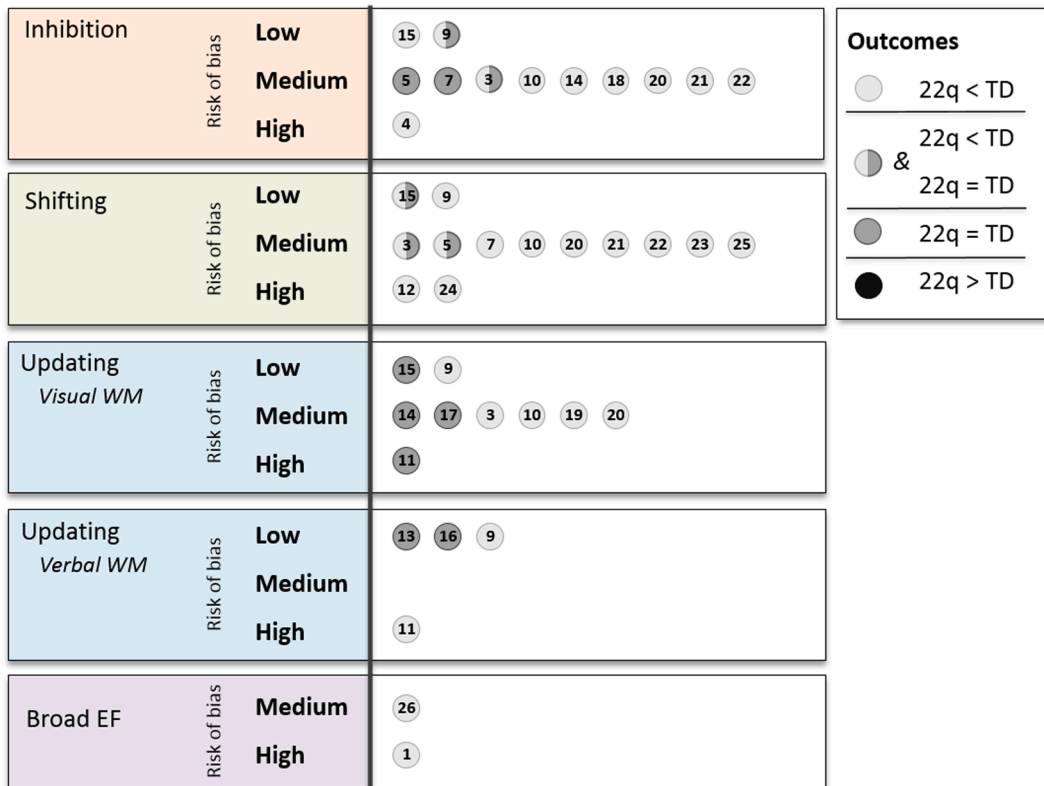 Inhibition
Risk of bias
Low
15 9
Medium
5 7 3 10 14 18 20 21 22
High
4
Shifting
Risk of bias
Low
15 9
Medium
3 5 7 10 20 21 22 23 25
High
12 24
Updating
Visual WM
Risk of bias
Low
15 9
Medium
14 17 3 10 19 20
High
11
Updating
Verbal WM
Risk of bias
Low
13 16 9
Medium
High
11
Broad EF
Risk of bias
Medium
26
High
1
Outcomes
22q < TD
22q < TD
&
22q = TD
22q = TD
22q > TD